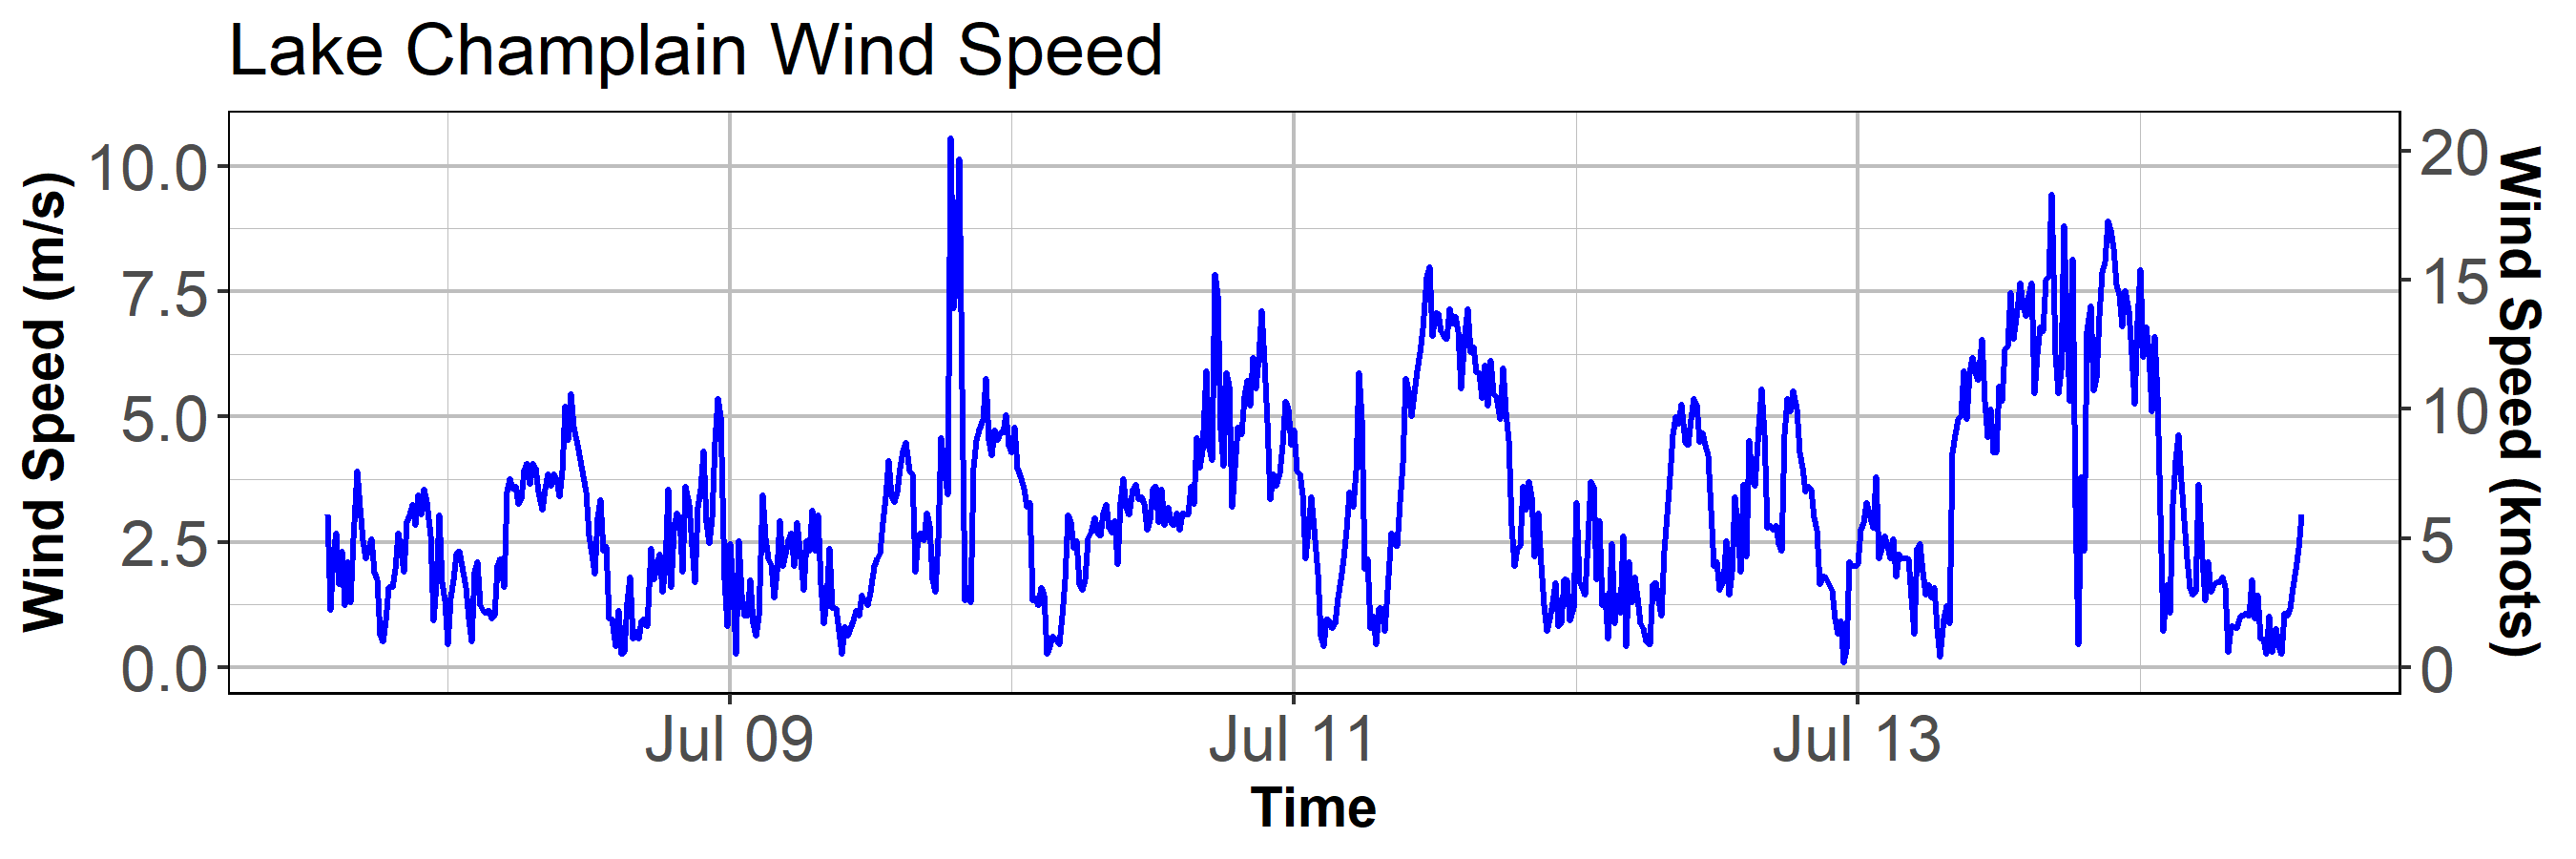 Lake Champlain Wind Speed
Wind Speed (m/s)
10.0
7.5
5.0
2.5
0.0
20
15
10
5
0
Wind Speed (knots)
Jul 09
Jul 11
Jul 13
Time